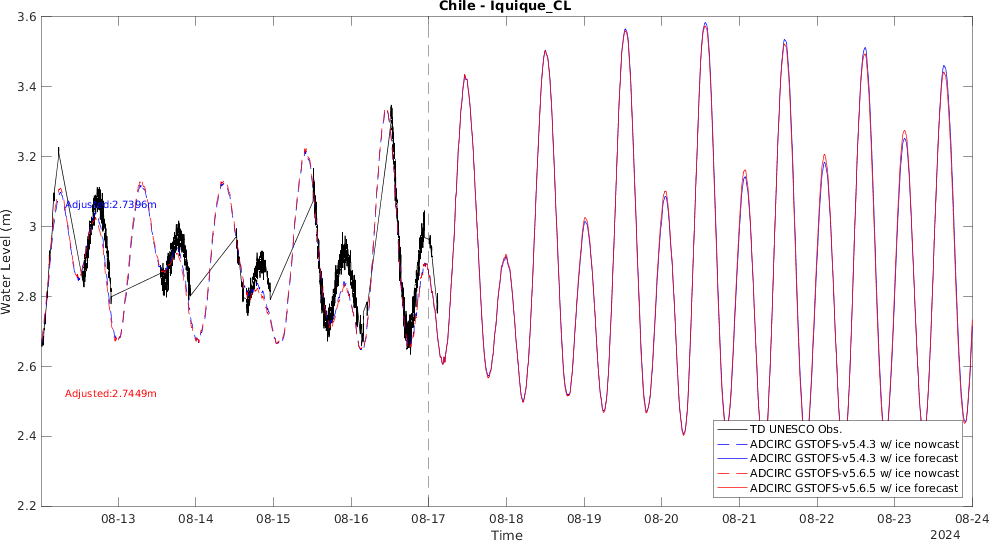 Chile - Iquique_CL
3.6
3.4
3.2
3
2.8
2.6
2.4
2.2
Water Level (m)
Adjusted:2.7396m
Adjusted:2.7449m
TD UNESCO Obs.
ADCIRC GSTOFS-v5.4.3 w/ ice nowcast
ADCIRC GSTOFS-v5.4.3 w/ ice forecast
ADCIRC GSTOFS-v5.6.5 w/ ice nowcast
ADCIRC GSTOFS-v5.6.5 w/ ice forecast
08-13 08-14 08-15 08-16 08-17 08-18 08-19 08-20 08-21 08-22 08-23 08-24
Time
2024